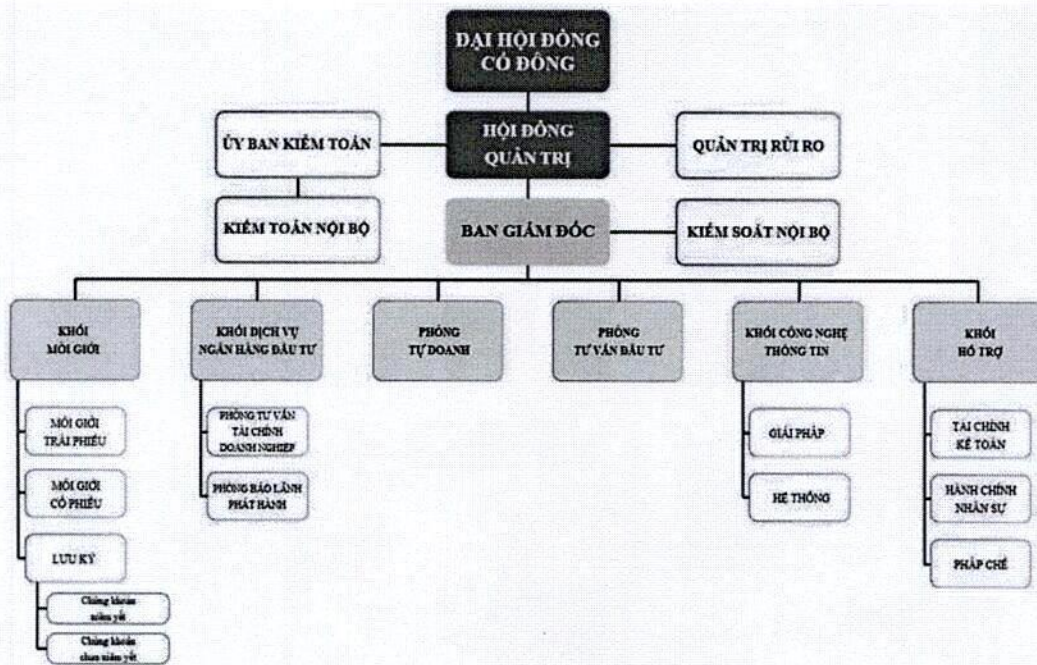 ĐẠI HỘI ĐỒNG
CỔ ĐÔNG
ỦY BAN KIỂM TOÁN
HỘI ĐỒNG
QUẢN TRỊ
QUẢN TRỊ RỦI RO
KIỂM TOÁN NỘI BỘ
BAN GIÁM ĐỐC
KIỂM SOÁT NỘI BỘ
KHỐI
MÔI GIỚI
KHỐI DỊCH VỤ
NGÂN HÀNG ĐẦU TƯ
PHÒNG
TỰ DOANH
PHÒNG
TƯ VẤN ĐẦU TƯ
KHỐI CÔNG NGHỆ
THÔNG TIN
KHỐI
HỖ TRỢ
MÔI GIỚI
TRÁI PHIẾU
MÔI GIỚI
CỔ PHIẾU
LƯU KÝ
Chứng khoán
niêm yết
Chứng khoán
chưa niêm yết
PHÒNG TƯ VẤN
TÀI CHÍNH
DOANH NGHIỆP
PHÒNG BẢO LÃNH
PHÁT HÀNH
GIẢI PHÁP
HỆ THỐNG
TÀI CHÍNH
KẾ TOÁN
HÀNH CHÍNH
NHÂN SỰ
PHÁP CHẾ